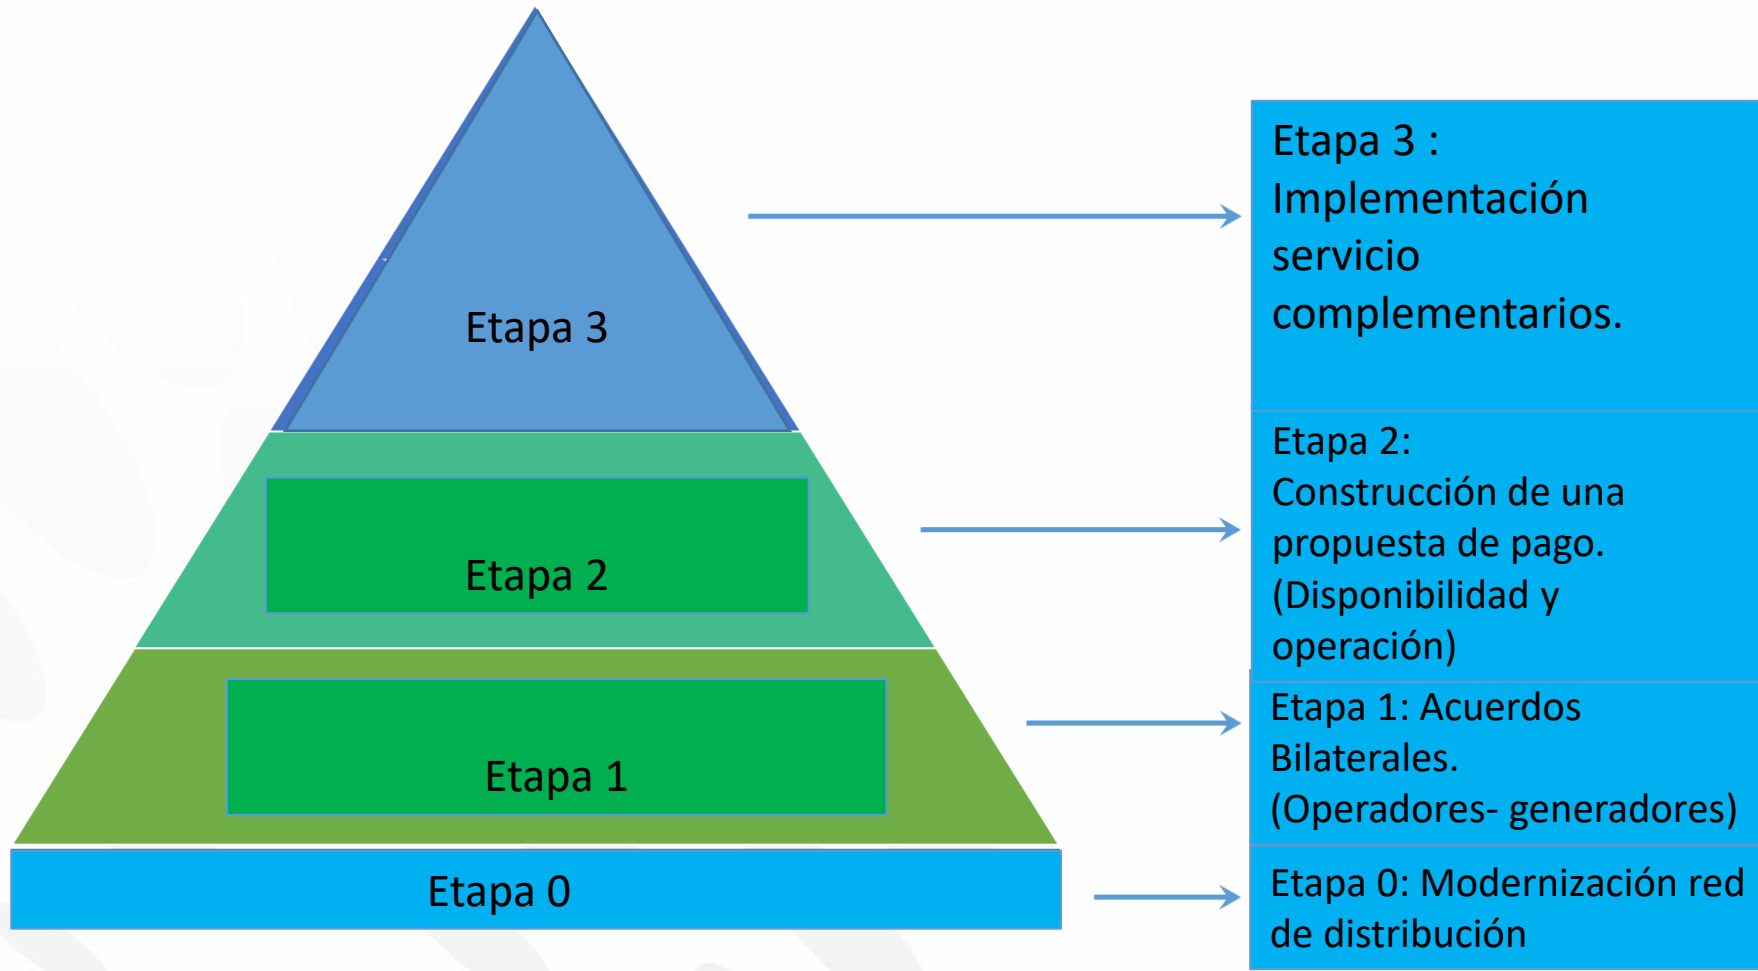 Etapa 3
Etapa 2
Etapa 1
Etapa 0
Etapa 3 :
Implementación
servicio
complementarios.
Etapa 2:
Construcción de una
propuesta de pago.
(Disponibilidad y
operación)
Etapa 1: Acuerdos
Bilaterales.
(Operadores- generadores)
Etapa 0: Modernización red
de distribución